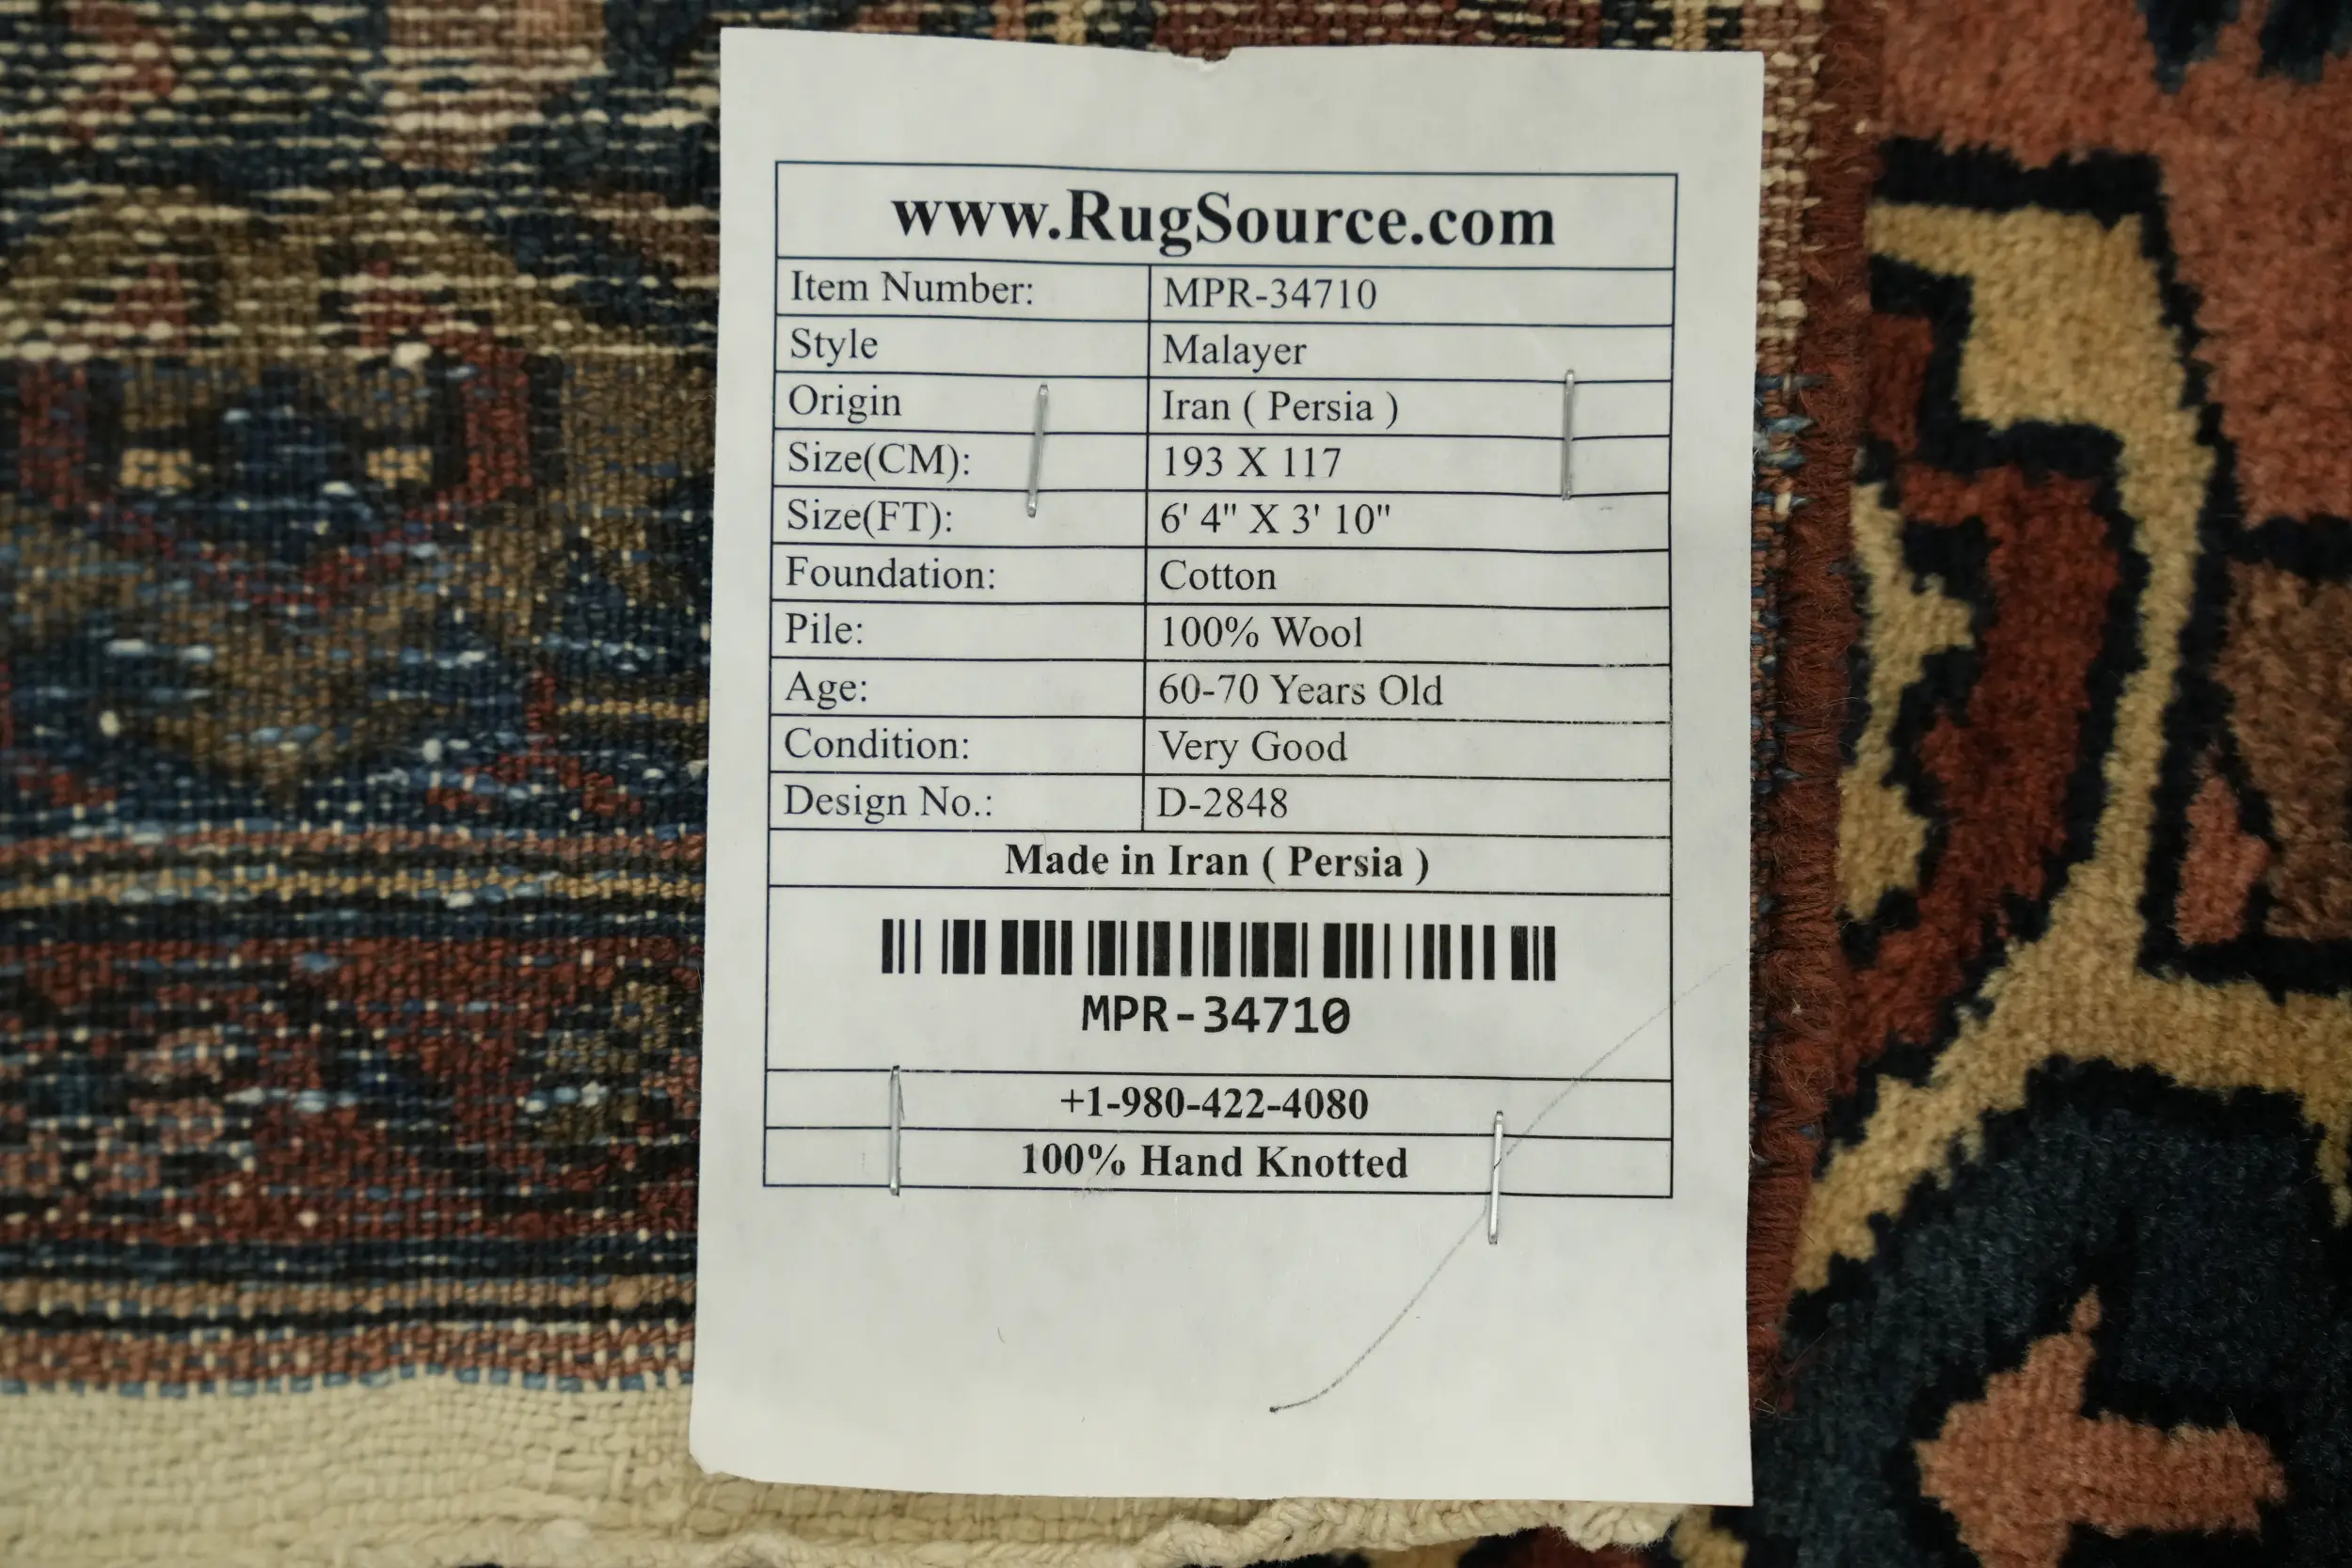 www.RugSource.com
Item Number: MPR-34710
Style Malayer
Origin Iran ( Persia )
Size(CM): 193 X 117
Size(FT): 6' 4" X 3' 10"
Foundation: Cotton
Pile: 100% Wool
Age: 60-70 Years Old
Condition: Very Good
Design No.: D-2848
Made in Iran ( Persia )
MPR-34710
+1-980-422-4080
100% Hand Knotted